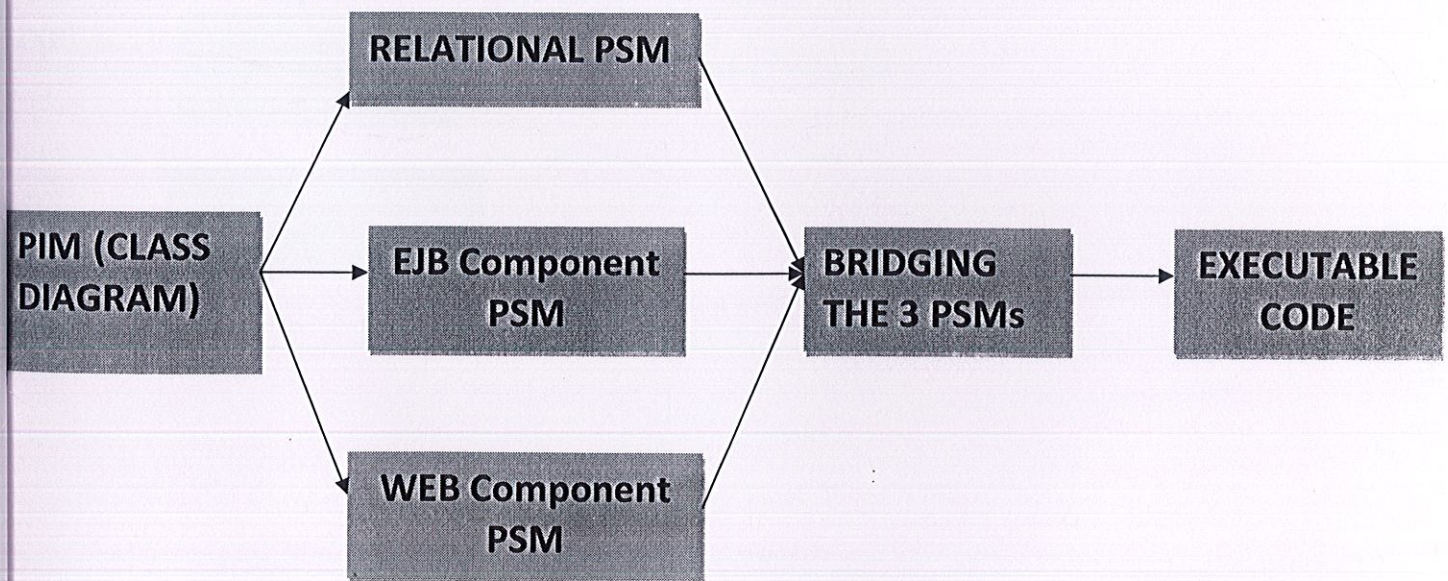 RELATIONAL PSM
PIM (CLASS
DIAGRAM)
EJB Component
PSM
BRIDGING
THE 3 PSMs
EXECUTABLE
CODE
WEB Component
PSM